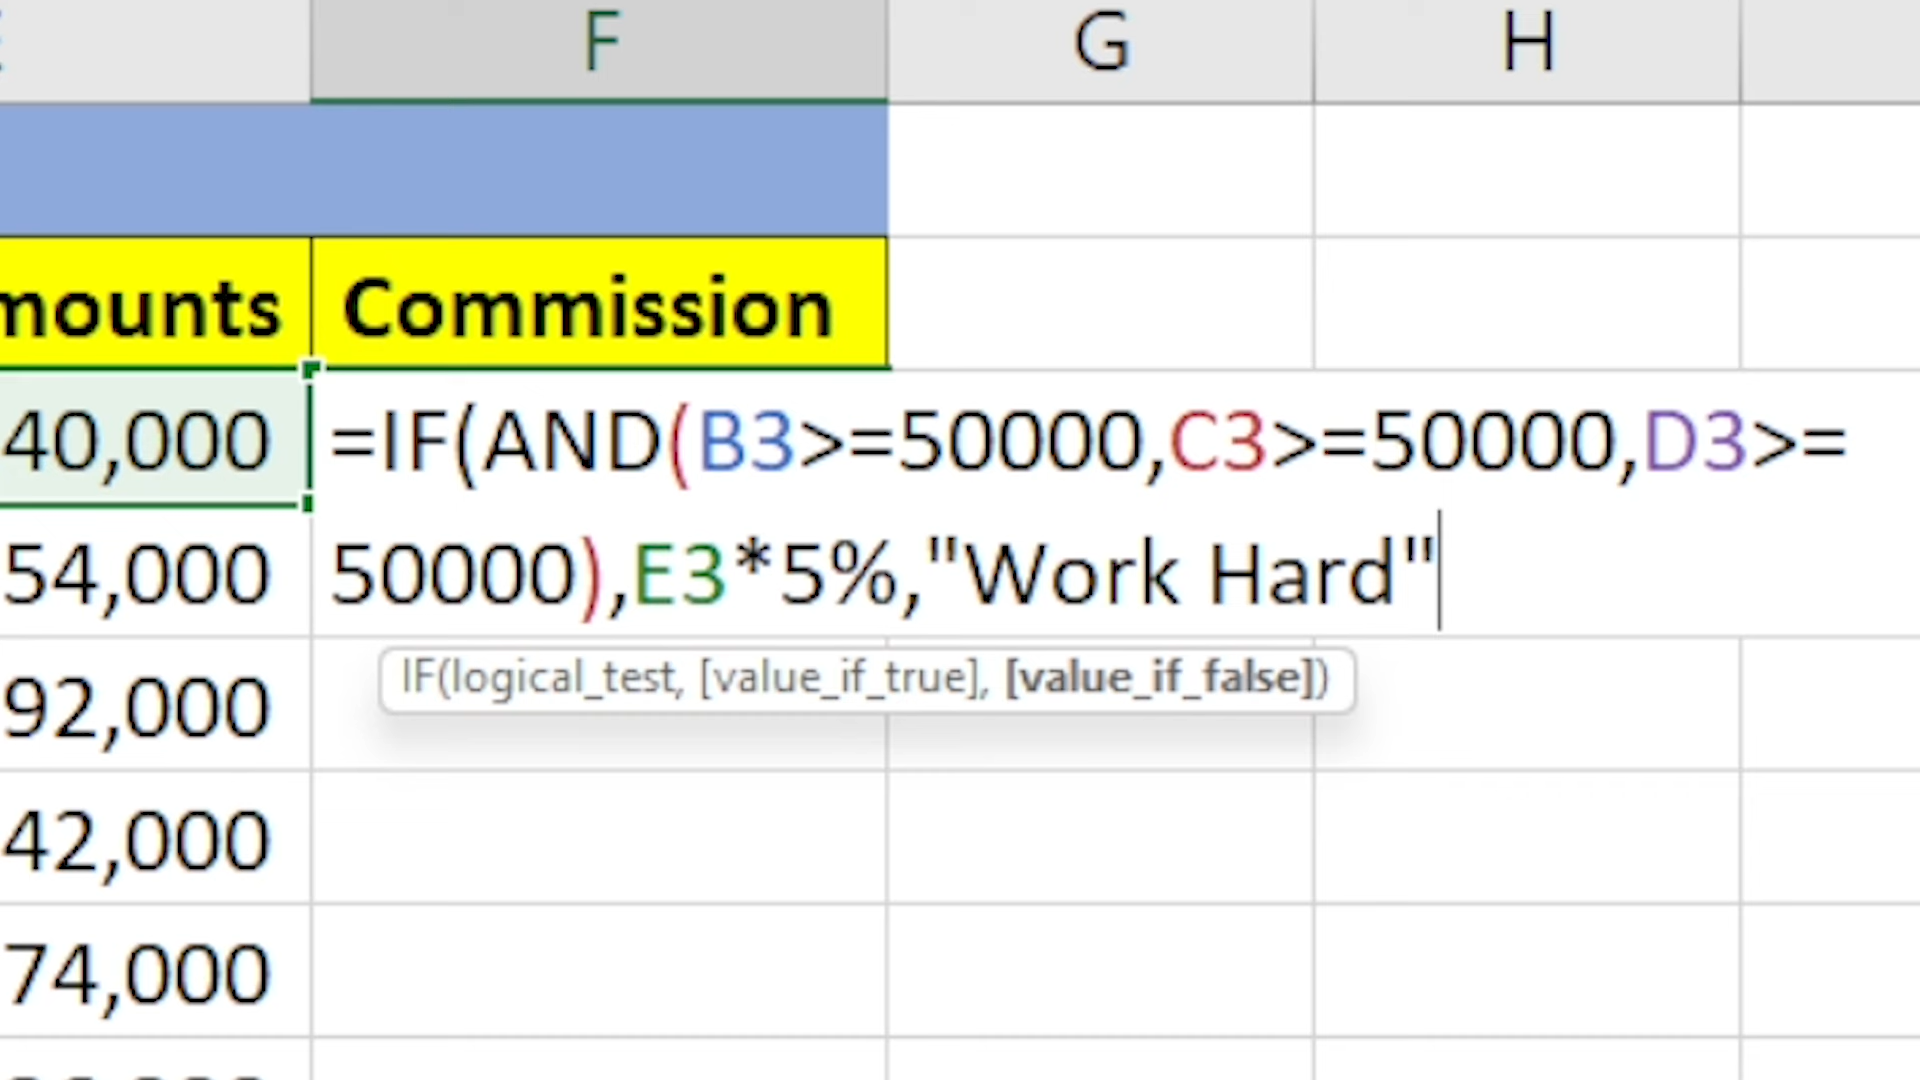 F G H
mounts Commission
40,000 =IF(AND(B3>=50000,C3>=50000,D3>=
54,000 50000),E3*5%,"Work Hard"
IF(logical_test, [value_if_true], [value_if_false])
92,000
42,000
74,000